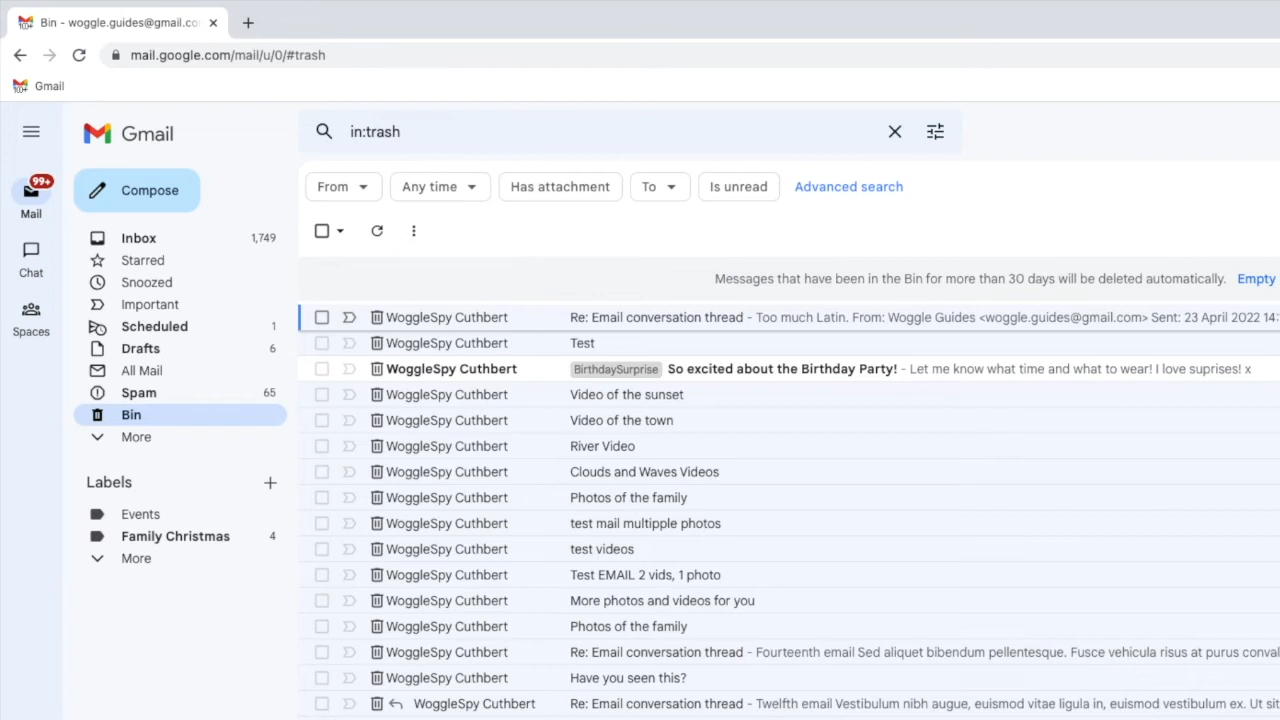 Bin - woggle.guides@gmail.co
mail.google.com/mail/u/0/#trash
Gmail
Gmail
in:trash
99+
Mail
Chat
Spaces
Compose
Inbox 1,749
Starred
Snoozed
Important
Scheduled 1
Drafts 6
All Mail
Spam 65
Bin
More
Labels
Events
Family Christmas 4
More
From Any time Has attachment To Is unread Advanced search
Messages that have been in the Bin for more than 30 days will be deleted automatically. Empty
WoggleSpy Cuthbert Re: Email conversation thread - Too much Latin. From: Woggle Guides <woggle.guides@gmail.com> Sent: 23 April 2022 14:
WoggleSpy Cuthbert Test
WoggleSpy Cuthbert BirthdaySurprise So excited about the Birthday Party! - Let me know what time and what to wear! I love suprises! x
WoggleSpy Cuthbert Video of the sunset
WoggleSpy Cuthbert Video of the town
WoggleSpy Cuthbert River Video
WoggleSpy Cuthbert Clouds and Waves Videos
WoggleSpy Cuthbert Photos of the family
WoggleSpy Cuthbert test mail multipple photos
WoggleSpy Cuthbert test videos
WoggleSpy Cuthbert Test EMAIL 2 vids, 1 photo
WoggleSpy Cuthbert More photos and videos for you
WoggleSpy Cuthbert Photos of the family
WoggleSpy Cuthbert Re: Email conversation thread - Fourteenth email Sed aliquet bibendum pellentesque. Fusce vehicula risus at purus conval
WoggleSpy Cuthbert Have you seen this?
WoggleSpy Cuthbert Re: Email conversation thread - Twelfth email Vestibulum nibh augue, euismod vitae ligula in, euismod vestibulum ex. Ut sit